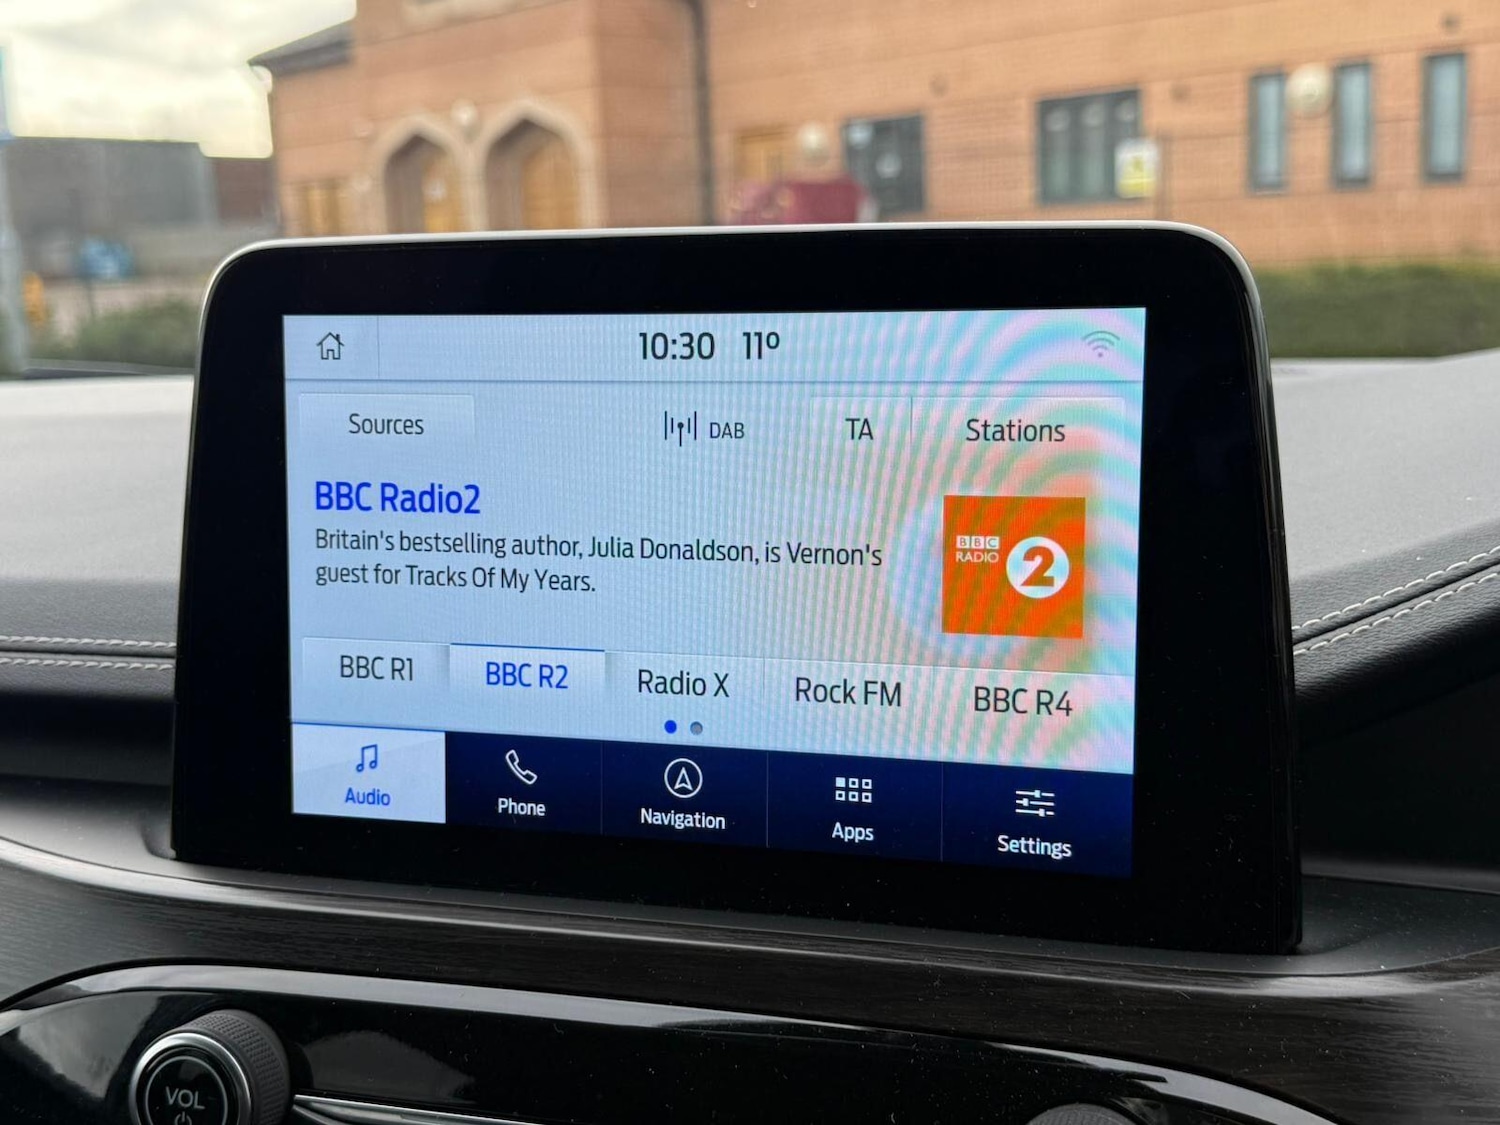 10:30 11°
Sources DAB TA Stations
BBC Radio2
Britain's bestselling author, Julia Donaldson, is Vernon's
guest for Tracks Of My Years.
BBC
RADIO 2
BBC R1 BBC R2 Radio X Rock FM BBC R4
Audio Phone Navigation Apps Settings
VOL